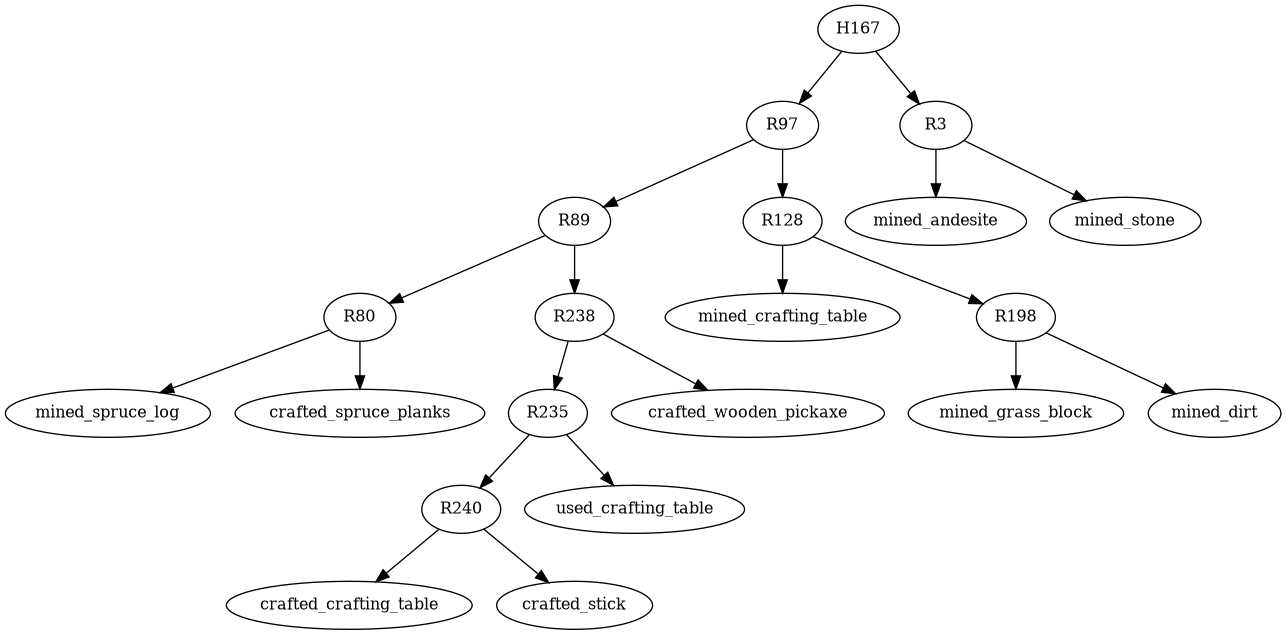 H167
R97
R3
R89
R128
mined_andesite
mined_stone
R80
R238
mined_crafting_table
R198
mined_spruce_log
crafted_spruce_planks
R235
crafted_wooden_pickaxe
mined_grass_block
mined_dirt
R240
used_crafting_table
crafted_crafting_table
crafted_stick